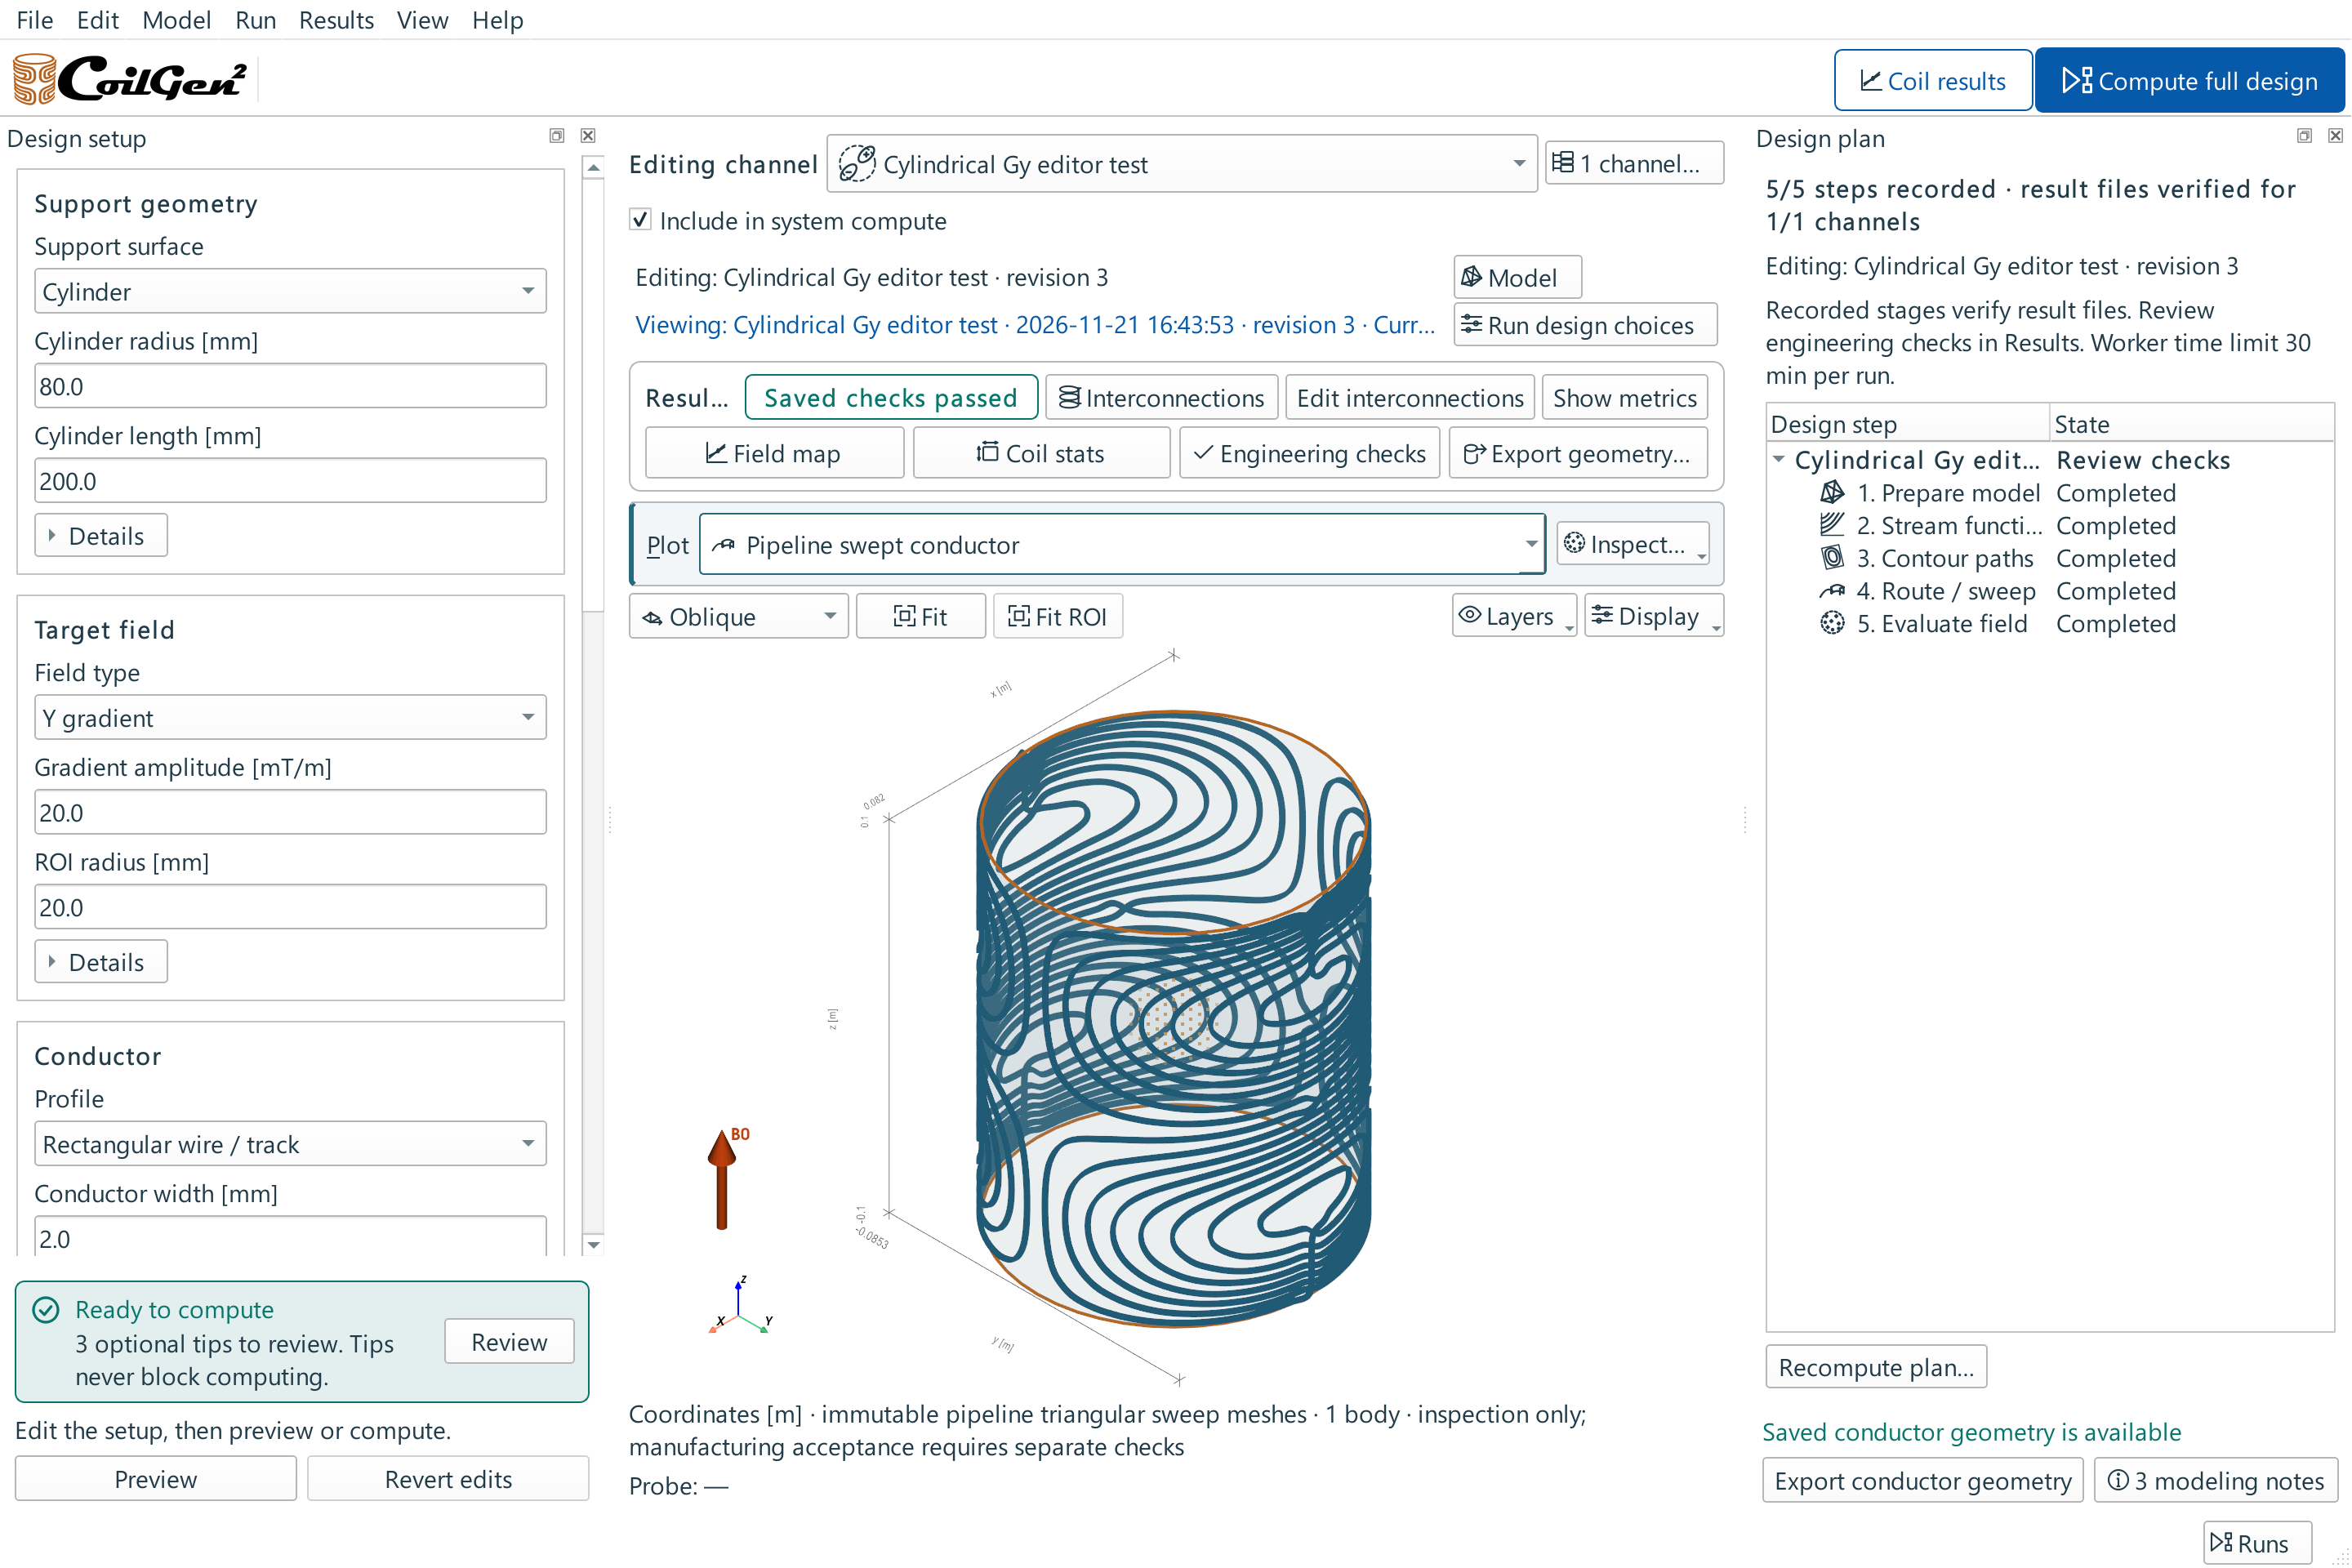 File Edit Model Run Results View Help
CoilGen²
Coil results
Compute full design
Design setup
Support geometry
Support surface
Cylinder
Cylinder radius [mm]
80.0
Cylinder length [mm]
200.0
Details
Target field
Field type
Y gradient
Gradient amplitude [mT/m]
20.0
ROI radius [mm]
20.0
Details
Conductor
Profile
Rectangular wire / track
Conductor width [mm]
2.0
Ready to compute
3 optional tips to review. Tips
never block computing.
Review
Edit the setup, then preview or compute.
Preview
Revert edits
Editing channel
Cylindrical Gy editor test
1 channel...
Include in system compute
Editing: Cylindrical Gy editor test · revision 3
Model
Viewing: Cylindrical Gy editor test · 2026-11-21 16:43:53 · revision 3 · Curr...
Run design choices
Resul...
Saved checks passed
Interconnections
Edit interconnections
Show metrics
Field map
Coil stats
Engineering checks
Export geometry...
Plot
Pipeline swept conductor
Inspect...
Oblique
Fit
Fit ROI
Layers
Display
x [m]
0.082
0.1
z [m]
-0.1
-0.0853
y [m]
B0
Z
X
Y
Coordinates [m] · immutable pipeline triangular sweep meshes · 1 body · inspection only;
manufacturing acceptance requires separate checks
Probe: —
Design plan
5/5 steps recorded · result files verified for
1/1 channels
Editing: Cylindrical Gy editor test · revision 3
Recorded stages verify result files. Review
engineering checks in Results. Worker time limit 30
min per run.
Design step State
Cylindrical Gy edit... Review checks
1. Prepare model Completed
2. Stream functi... Completed
3. Contour paths Completed
4. Route / sweep Completed
5. Evaluate field Completed
Recompute plan...
Saved conductor geometry is available
Export conductor geometry
3 modeling notes
Runs